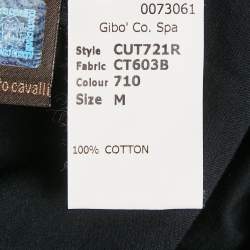 0073061
Gibo' Co. Spa
Style CUT721R
Fabric CT603B
Colour 710
Size M
to cavalli
100% COTTON